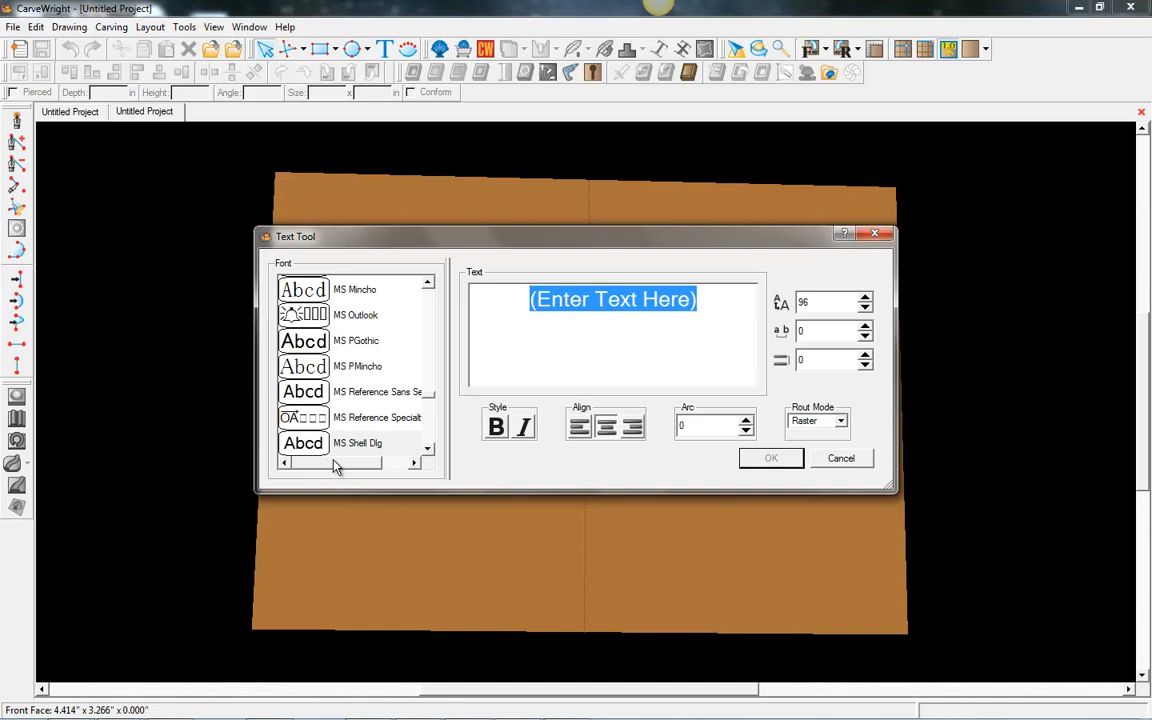 CarveWright - [Untitled Project]
File Edit Drawing Carving Layout Tools View Window Help
Pierced Depth: in Height: in Angle: Size: x in Conform
Untitled Project Untitled Project
Text Tool
Font
Abcd MS Mincho
MS Outlook
Abcd MS PGothic
Abcd MS PMincho
Abcd MS Reference Sans Se
MS Reference Specialt
Abcd MS Shell Dlg
Text
(Enter Text Here)
96
0
0
Style
B I
Align
Arc
0
Rout Mode
Raster
OK Cancel
Front Face: 4.414" x 3.266" x 0.000"